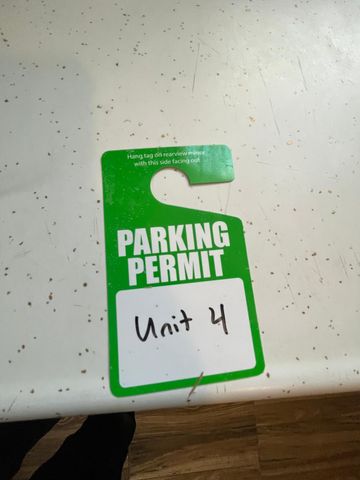 Hang tag on rearview mirror
with this side facing out
PARKING
PERMIT
Unit 4